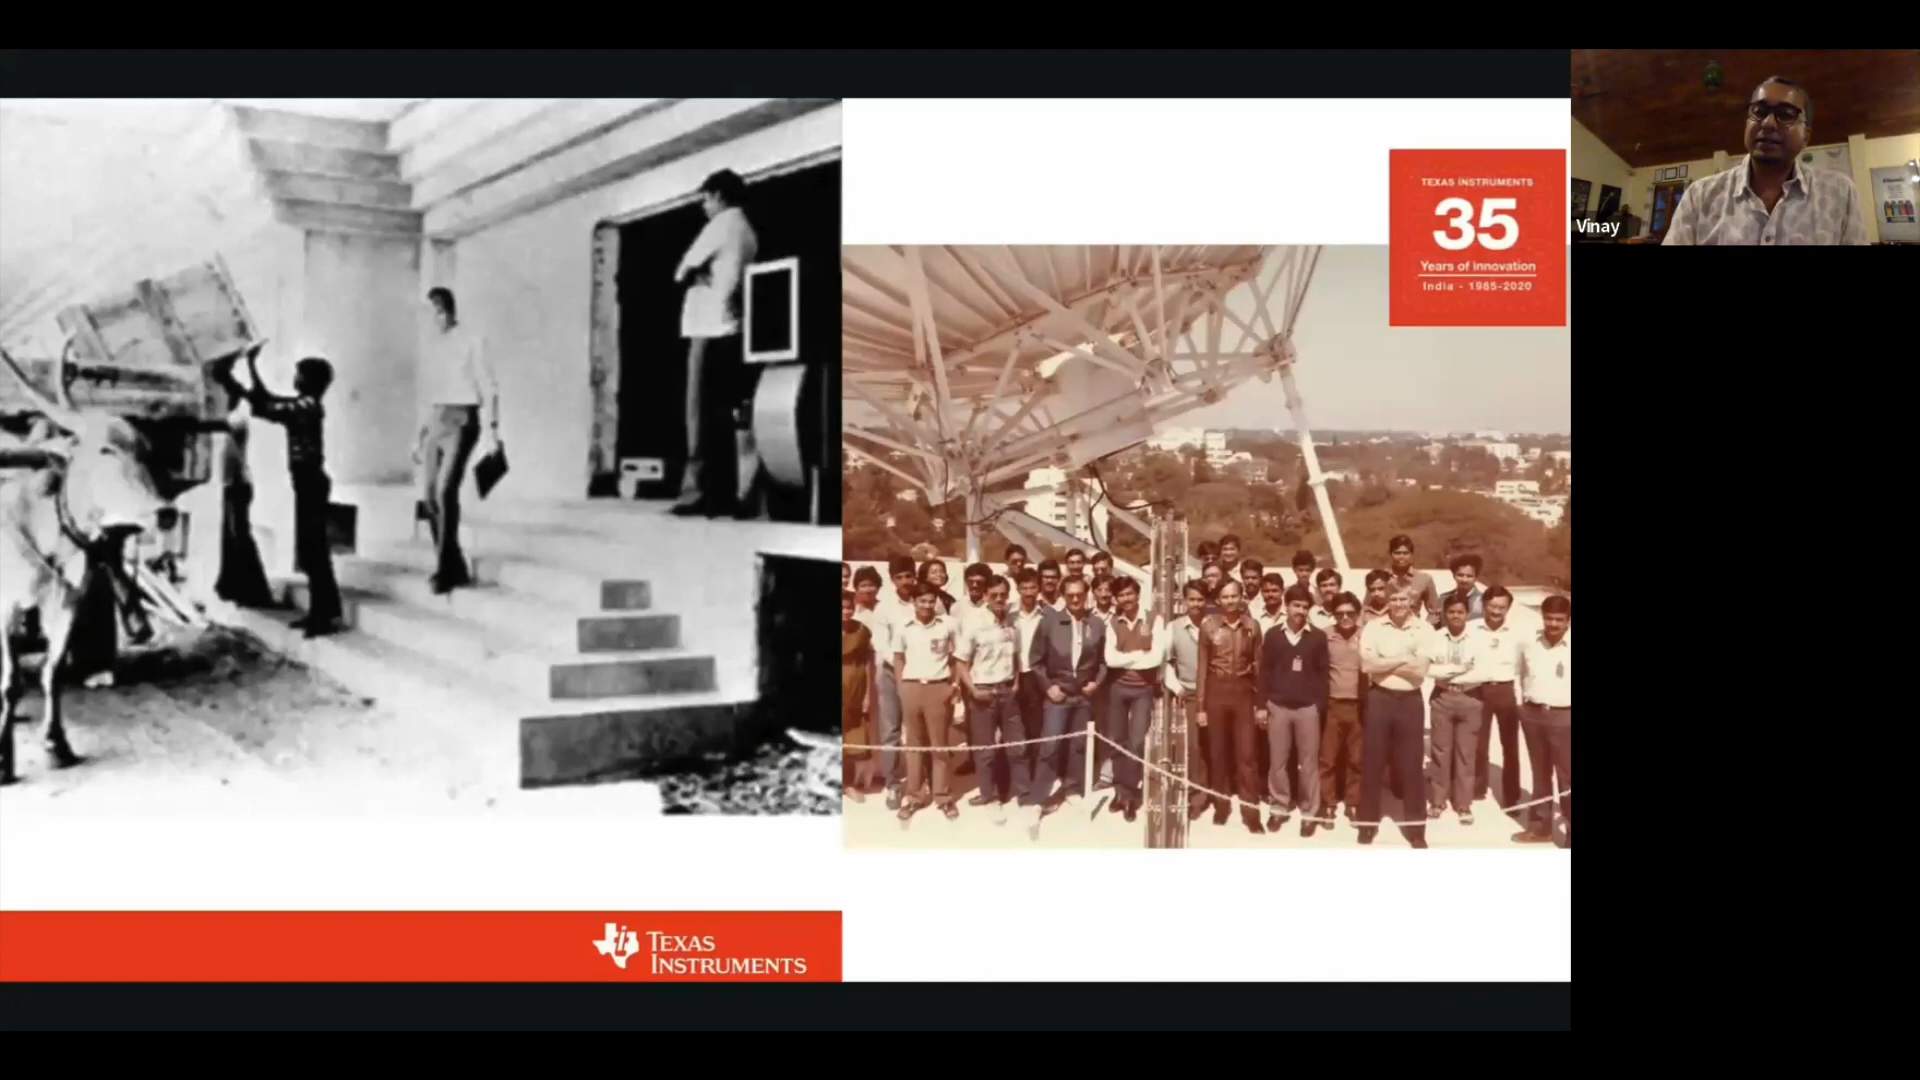 TEXAS INSTRUMENTS
35
Years of Innovation
India - 1985-2020
Vinay
TEXAS
INSTRUMENTS